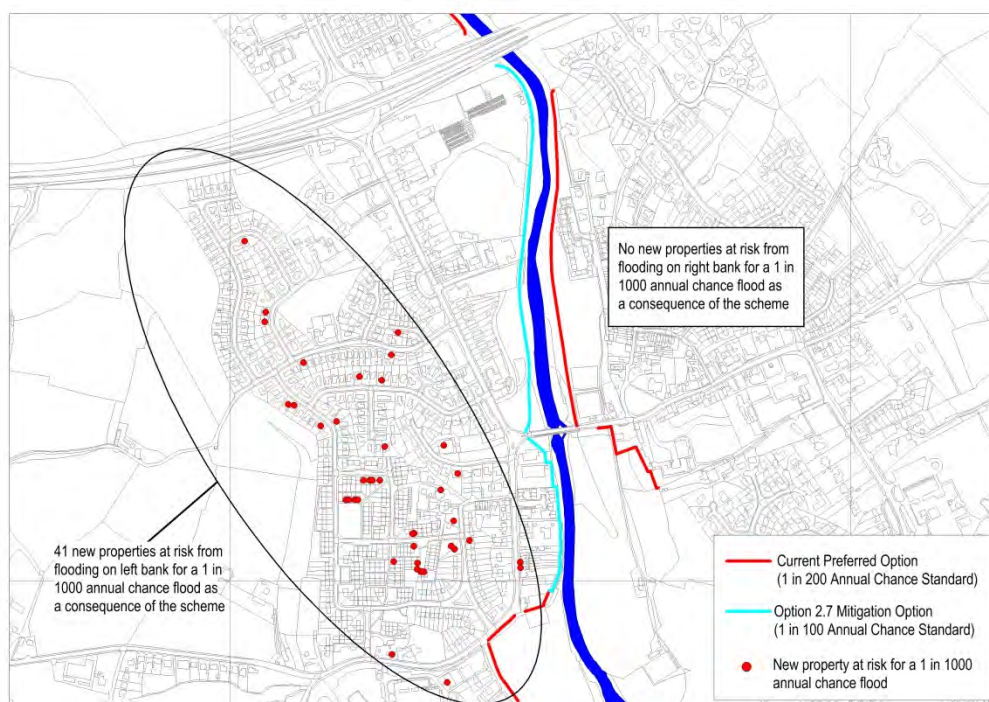 No new properties at risk from
flooding on right bank for a 1 in
1000 annual chance flood as
a consequence of the scheme
41 new properties at risk from
flooding on left bank for a 1 in
1000 annual chance flood as
a consequence of the scheme
Current Preferred Option
(1 in 200 Annual Chance Standard)
Option 2.7 Mitigation Option
(1 in 100 Annual Chance Standard)
New property at risk for a 1 in 1000
annual chance flood